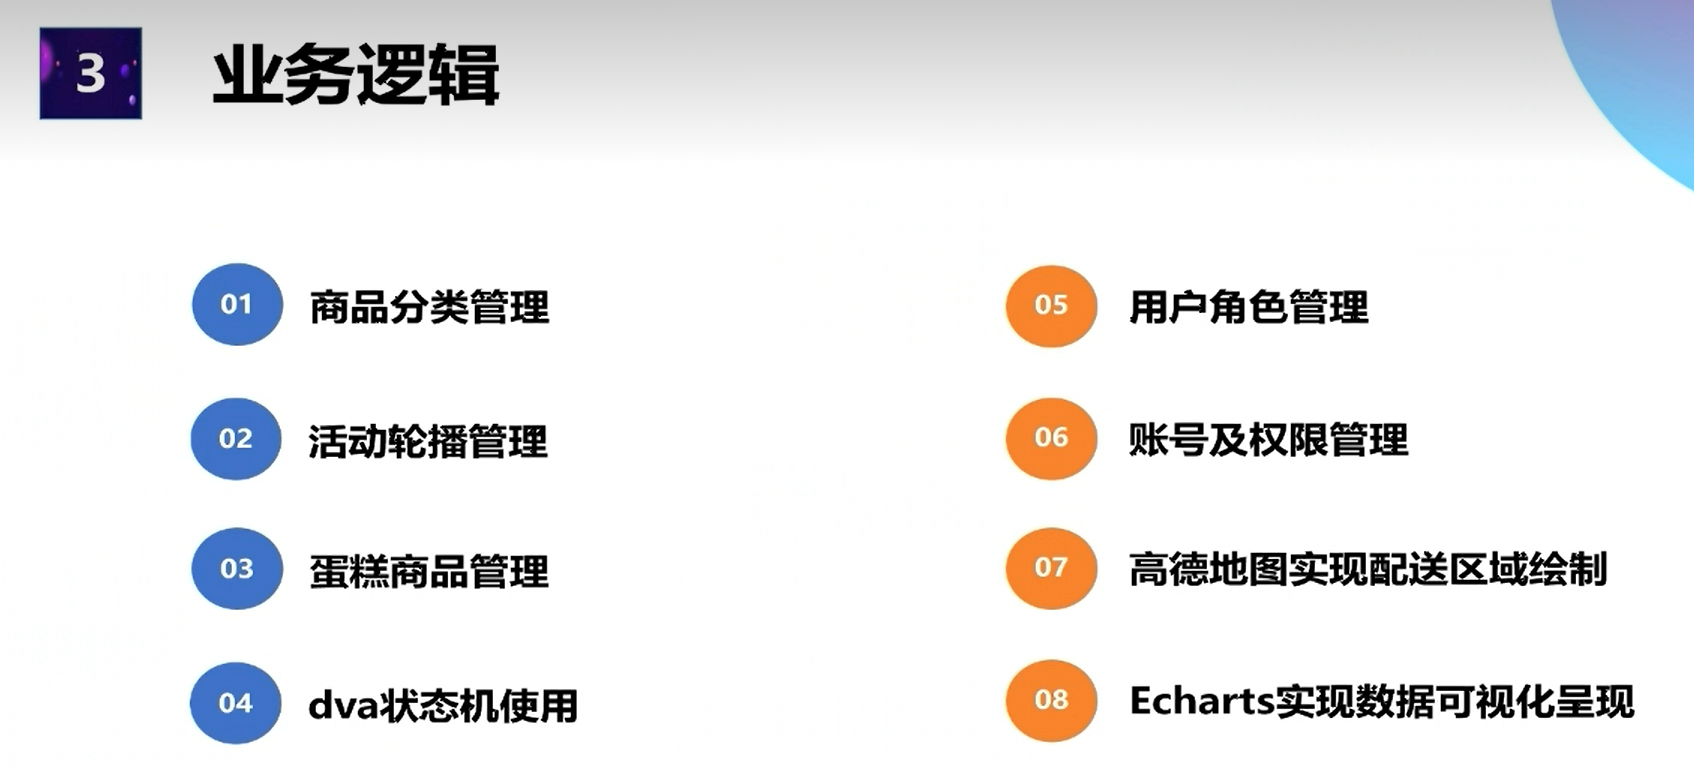 3
业务逻辑
01
商品分类管理
02
活动轮播管理
03
蛋糕商品管理
04
dva状态机使用
05
用户角色管理
06
账号及权限管理
07
高德地图实现配送区域绘制
08
Echarts实现数据可视化呈现